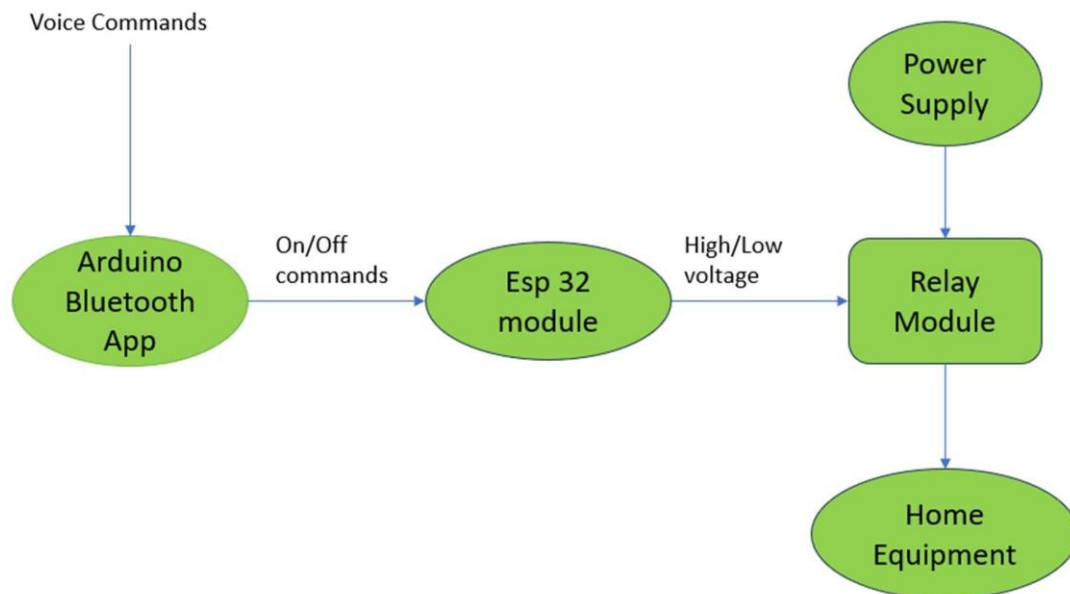 Voice Commands
Power
Supply
Arduino
Bluetooth
App
On/Off
commands
Esp 32
module
High/Low
voltage
Relay
Module
Home
Equipment